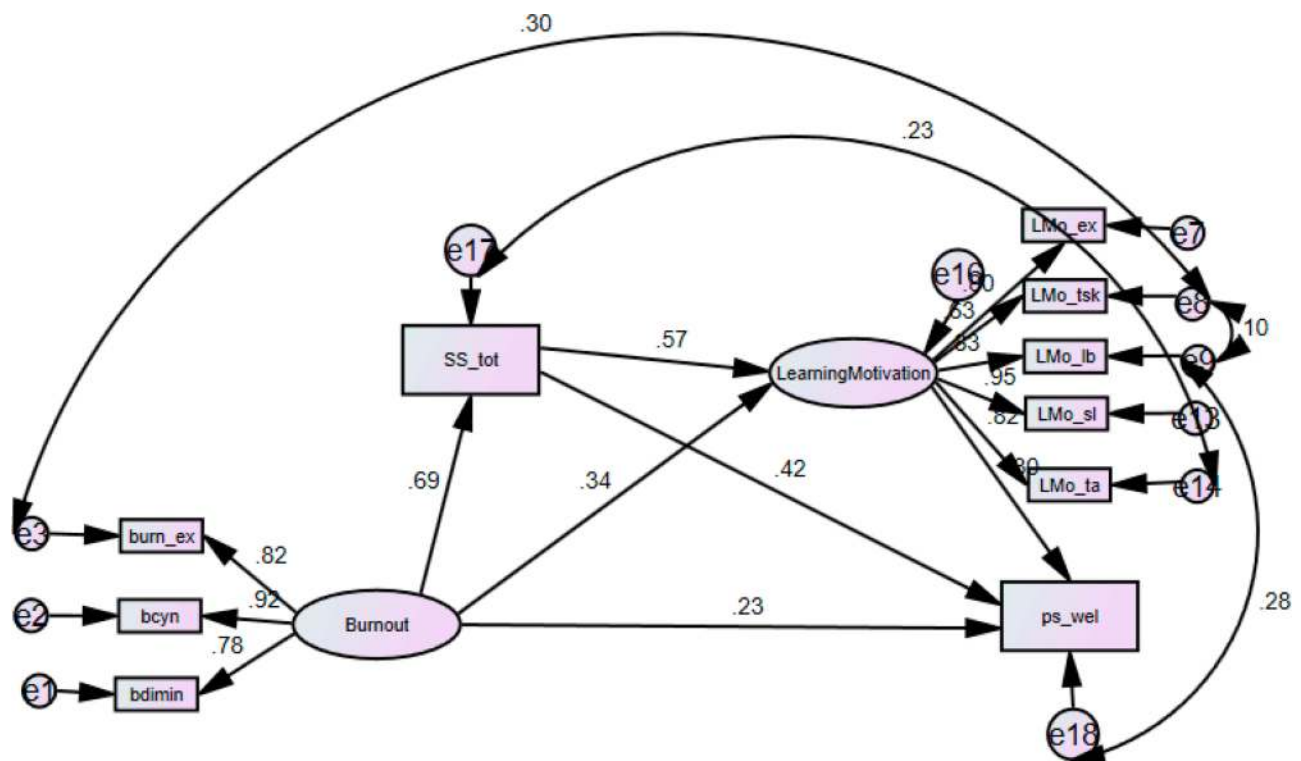 .30
.23
e17
LMo_ex
e7
e16
LMo_tsk
e8
.63
.10
SS_tot
.57
LearningMotivation
LMo_lb
e9
.95
LMo_sl
e13
.82
.69
.34
.42
LMo_ta
e14
e3
burn_ex
.82
e2
bcyn
.92
Burnout
.23
ps_wel
.28
.78
e1
bdimin
e18